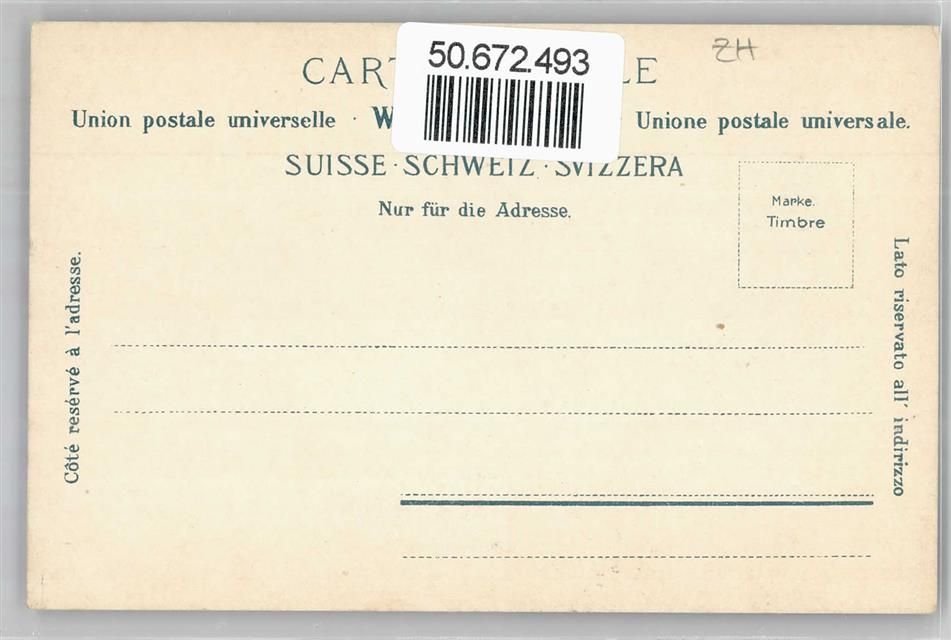 50.672.493
ZH
CART LE
Union postale universelle · W Unione postale universale.
SUISSE · SCHWEIZ · SVIZZERA
Nur für die Adresse.
Marke.
Timbre
Côté resérvé à l'adresse.
Lato riservato all' indirizzo